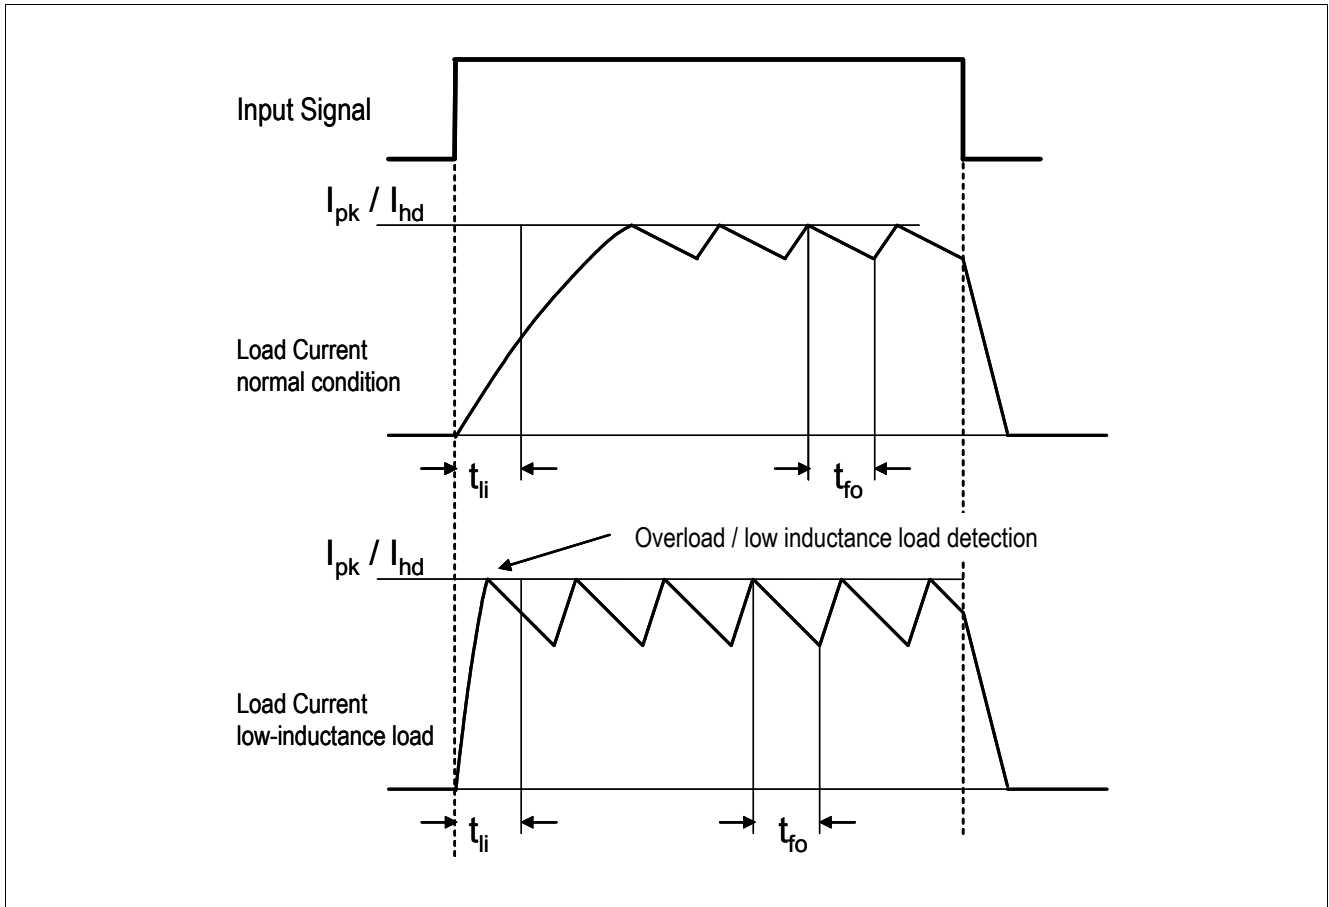 Input Signal
Ipk / Ihd
Load Current
normal condition
tli
tfo
Overload / low inductance load detection
Ipk / Ihd
Load Current
low-inductance load
tli
tfo